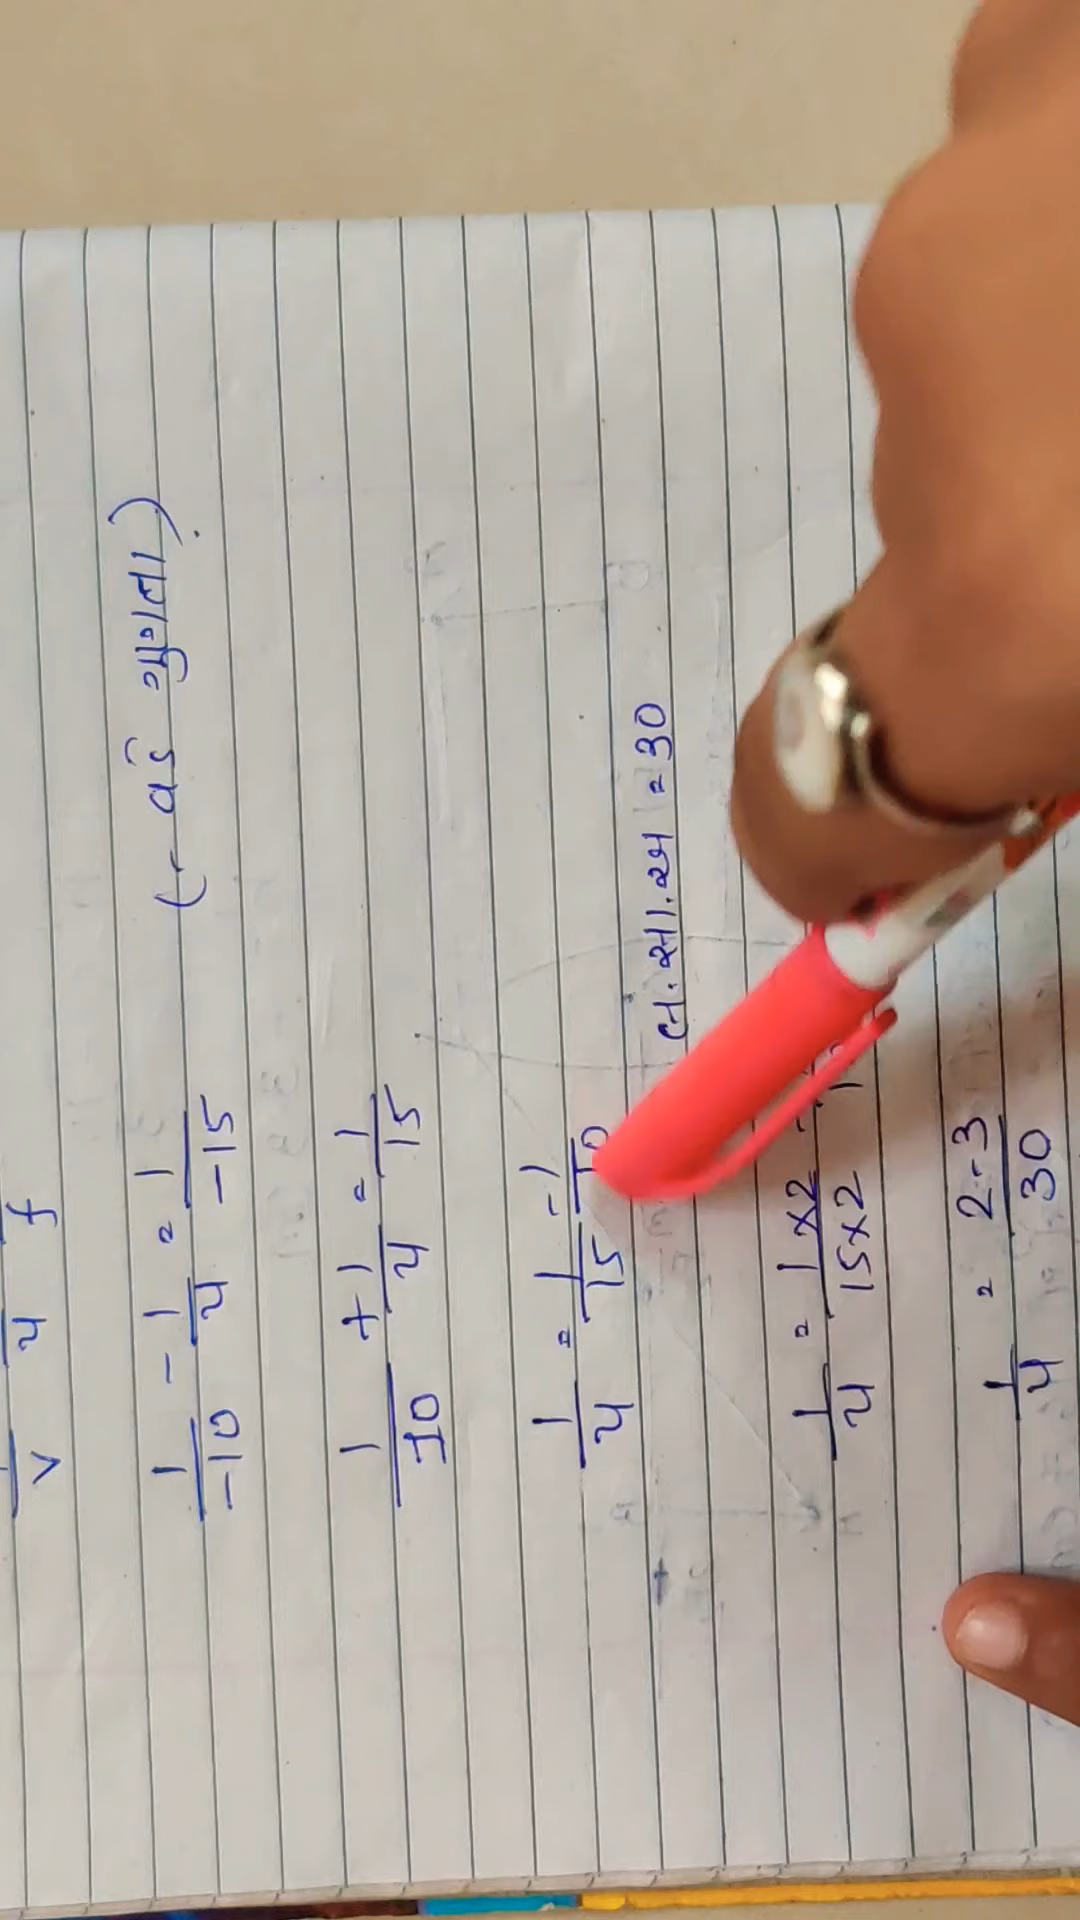 1/v 1/u 1/f
1/-10 - 1/u = 1/-15 (- વડે ગુણતા)
1/10 + 1/u = 1/15
1/u = 1/15 - 1/10
લ.સા.અ = 30
1/u = 1×2/15×2 -
1/u = 2-3/30